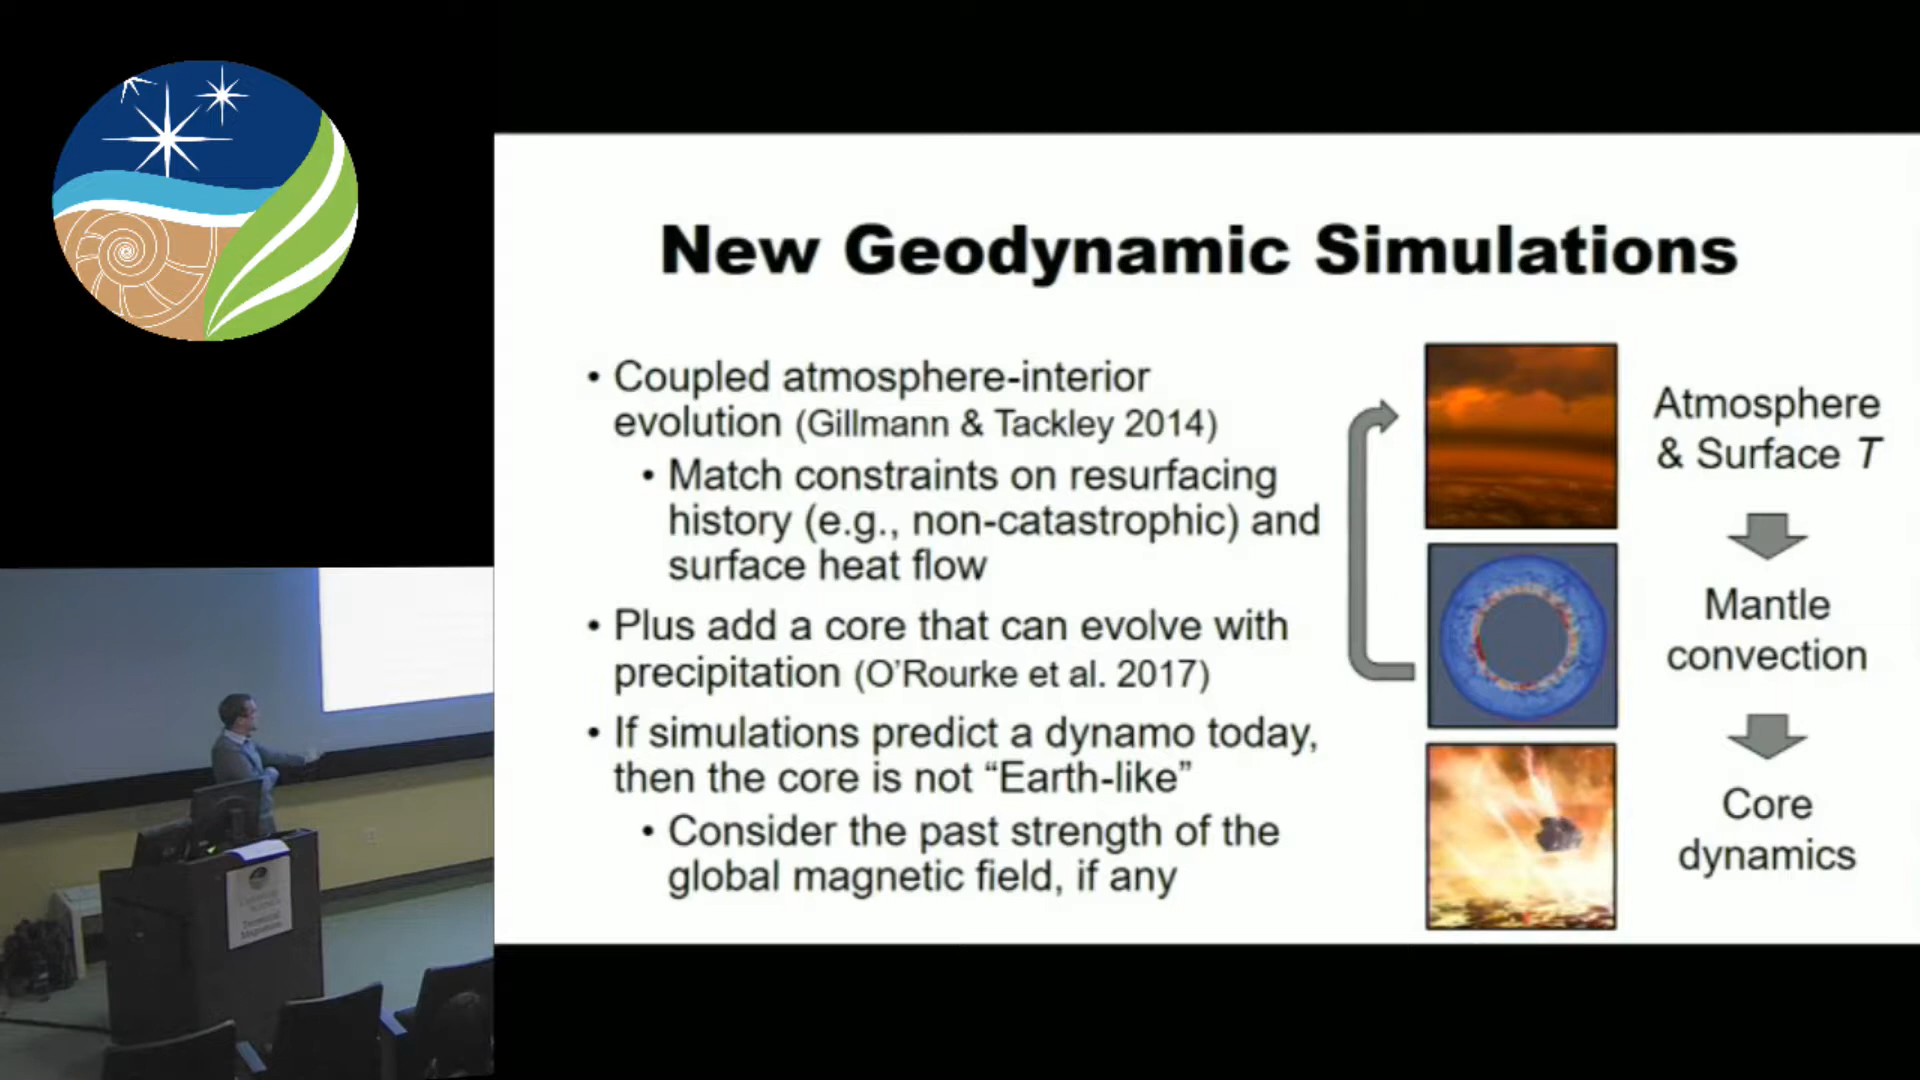 New Geodynamic Simulations
• Coupled atmosphere-interior
evolution (Gillmann & Tackley 2014)
• Match constraints on resurfacing
history (e.g., non-catastrophic) and
surface heat flow
• Plus add a core that can evolve with
precipitation (O'Rourke et al. 2017)
• If simulations predict a dynamo today,
then the core is not “Earth-like”
• Consider the past strength of the
global magnetic field, if any
Atmosphere
& Surface T
Mantle
convection
Core
dynamics